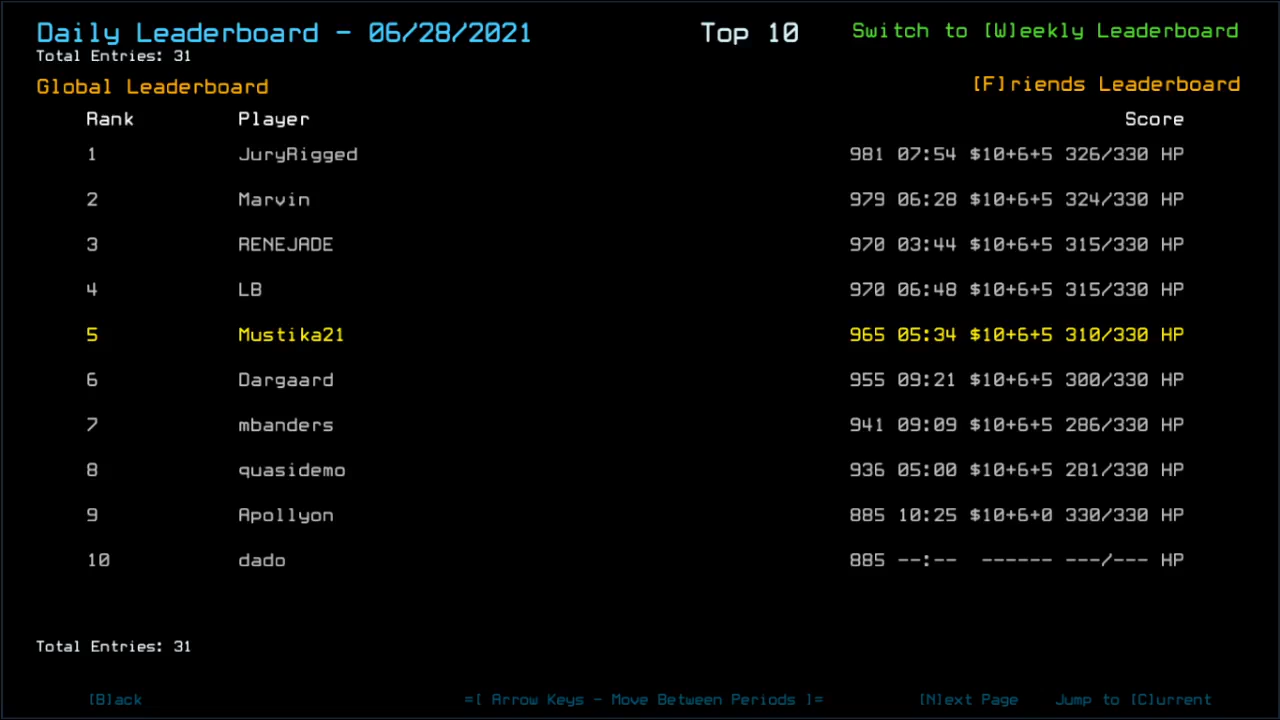 Daily Leaderboard - 06/28/2021 Top 10 Switch to [W]eekly Leaderboard
Total Entries: 31
Global Leaderboard [F]riends Leaderboard
Rank Player Score
1 JuryRigged 981 07:54 $10+6+5 326/330 HP
2 Marvin 979 06:28 $10+6+5 324/330 HP
3 RENEJADE 970 03:44 $10+6+5 315/330 HP
4 LB 970 06:48 $10+6+5 315/330 HP
5 Mustika21 965 05:34 $10+6+5 310/330 HP
6 Dargaard 955 09:21 $10+6+5 300/330 HP
7 mbanders 941 09:09 $10+6+5 286/330 HP
8 quasidemo 936 05:00 $10+6+5 281/330 HP
9 Apollyon 885 10:25 $10+6+0 330/330 HP
10 dado 885 --:-- ------ ---/--- HP
Total Entries: 31
[B]ack =[ Arrow Keys - Move Between Periods ]= [N]ext Page Jump to [C]urrent